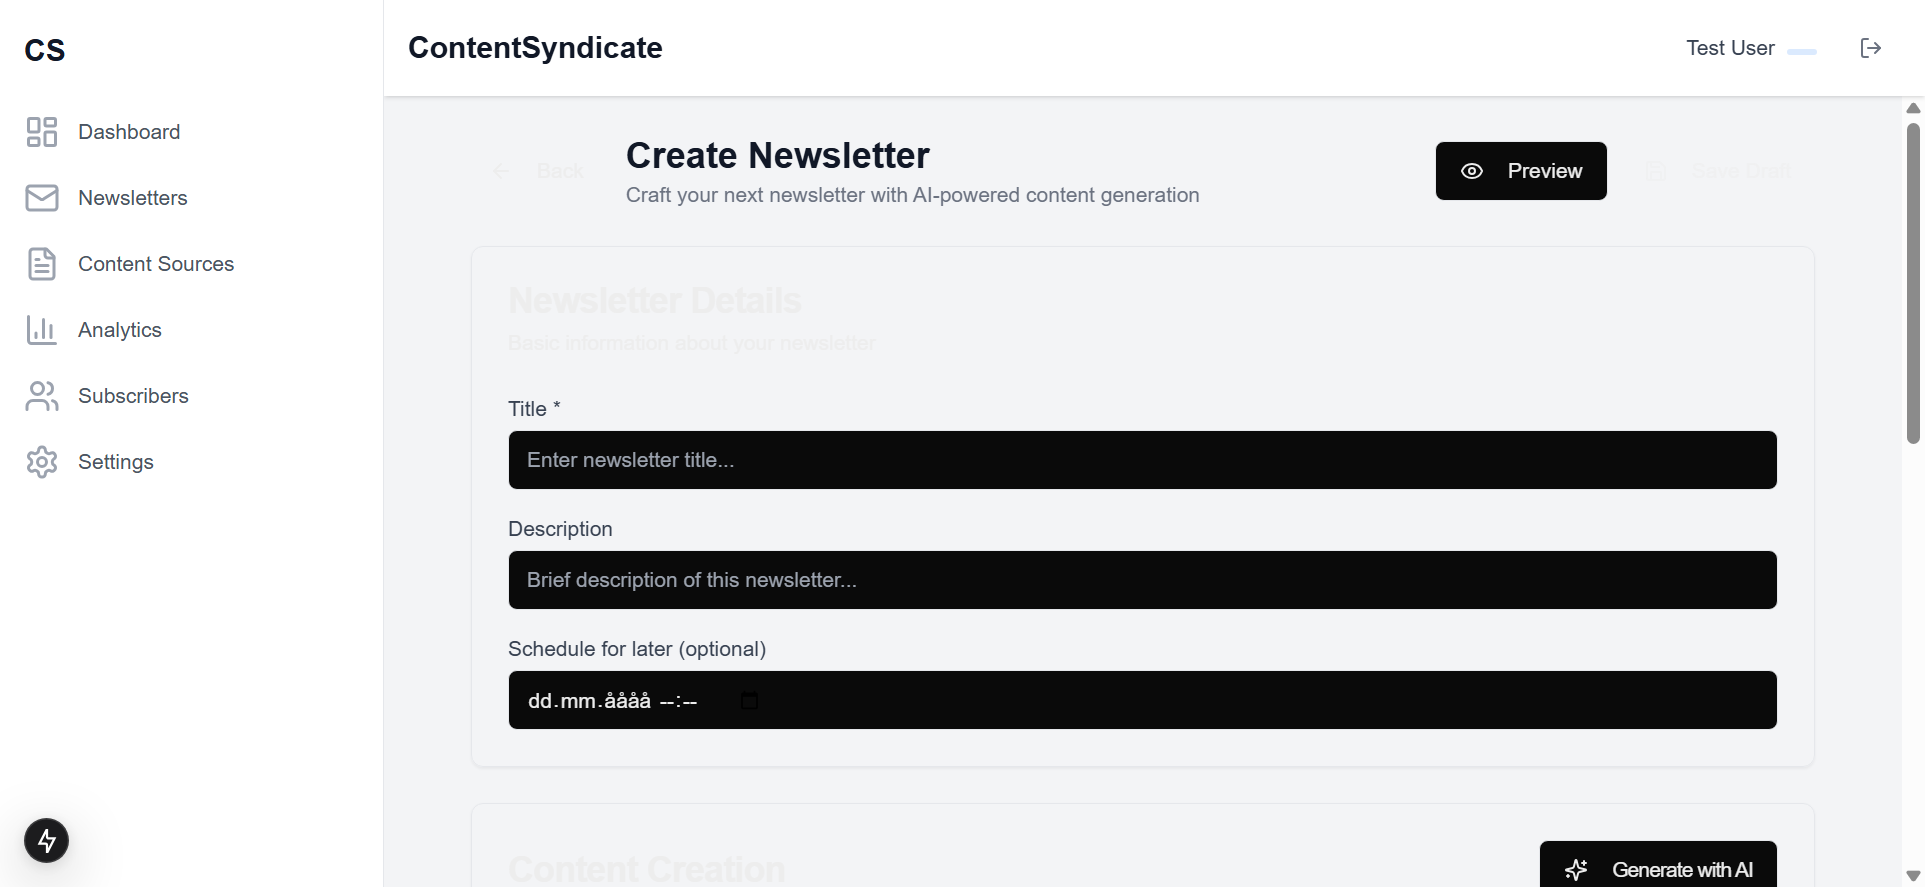 CS
ContentSyndicate
Test User
Dashboard
Newsletters
Content Sources
Analytics
Subscribers
Settings
Back
Create Newsletter
Craft your next newsletter with AI-powered content generation
Preview
Save Draft
Newsletter Details
Basic information about your newsletter
Title *
Enter newsletter title...
Description
Brief description of this newsletter...
Schedule for later (optional)
dd.mm.åååå --:--
Content Creation
Generate with AI